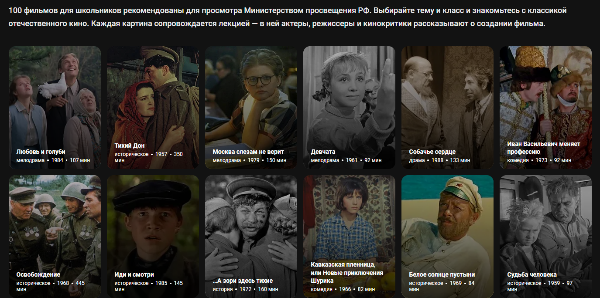 100 фильмов для школьников рекомендованы для просмотра Министерством просвещения РФ. Выбирайте тему и класс и знакомьтесь с классикой
отечественного кино. Каждая картина сопровождается лекцией — в ней актеры, режиссеры и кинокритики рассказывают о создании фильма.
Любовь и голуби
мелодрама • 1984 • 107 мин
Тихий Дон
историческое • 1957 • 350
мин
Москва слезам не верит
мелодрама • 1979 • 150 мин
Девчата
мелодрама • 1961 • 92 мин
Собачье сердце
драма • 1988 • 133 мин
Иван Васильевич меняет
профессию
комедия • 1973 • 92 мин
Освобождение
историческое • 1968 • 445
мин
Иди и смотри
историческое • 1985 • 145
мин
...А зори здесь тихие
история • 1972 • 160 мин
Кавказская пленница,
или Новые приключения
Шурика
комедия • 1966 • 82 мин
Белое солнце пустыни
историческое • 1969 • 84
мин
Судьба человека
историческое • 1959 • 97
мин